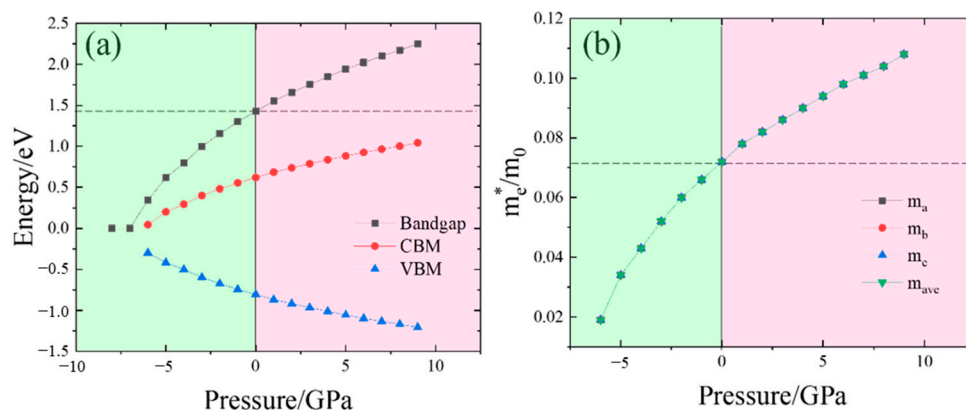 (a)
2.5
2.0
1.5
1.0
0.5
0.0
−0.5
−1.0
−1.5
Energy/eV
Bandgap
CBM
VBM
−10
−5
0
5
10
Pressure/GPa
(b)
0.12
0.10
0.08
0.06
0.04
0.02
m*e/m0
ma
mb
mc
mave
−5
0
5
10
Pressure/GPa